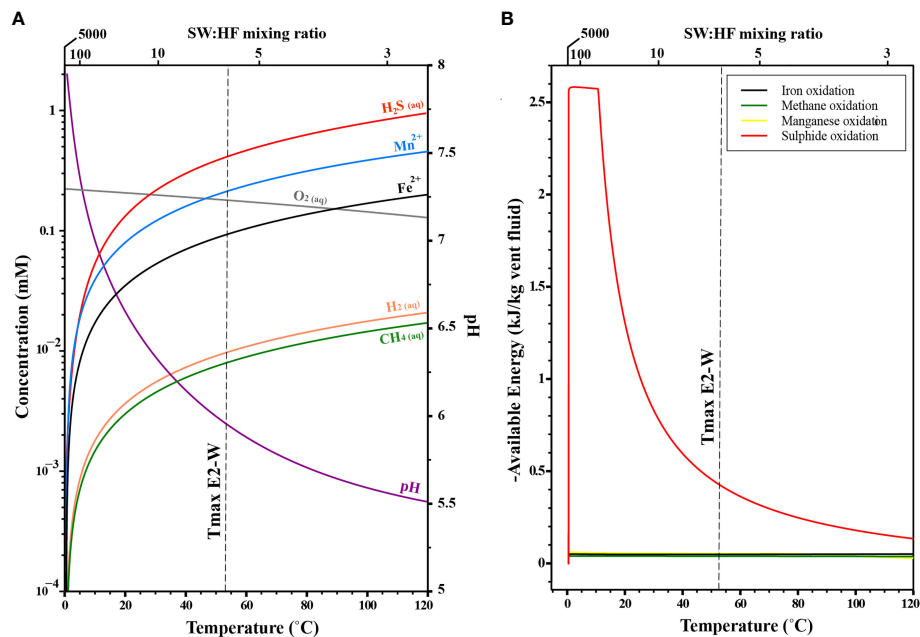 A
SW:HF mixing ratio
5000
100
10
5
3
8
7.5
7
6.5
6
5.5
5
pH
1
0.1
10⁻²
10⁻³
10⁻⁴
Concentration (mM)
H₂S (aq)
Mn²⁺
Fe²⁺
O₂ (aq)
H₂ (aq)
CH₄ (aq)
pH
Tmax E2-W
0
20
40
60
80
100
120
Temperature (˚C)
B
SW:HF mixing ratio
5000
100
10
5
3
Iron oxidation
Methane oxidation
Manganese oxidation
Sulphide oxidation
2.5
2
1.5
1
0.5
0
-Available Energy (kJ/kg vent fluid)
Tmax E2-W
0
20
40
60
80
100
120
Temperature (˚C)